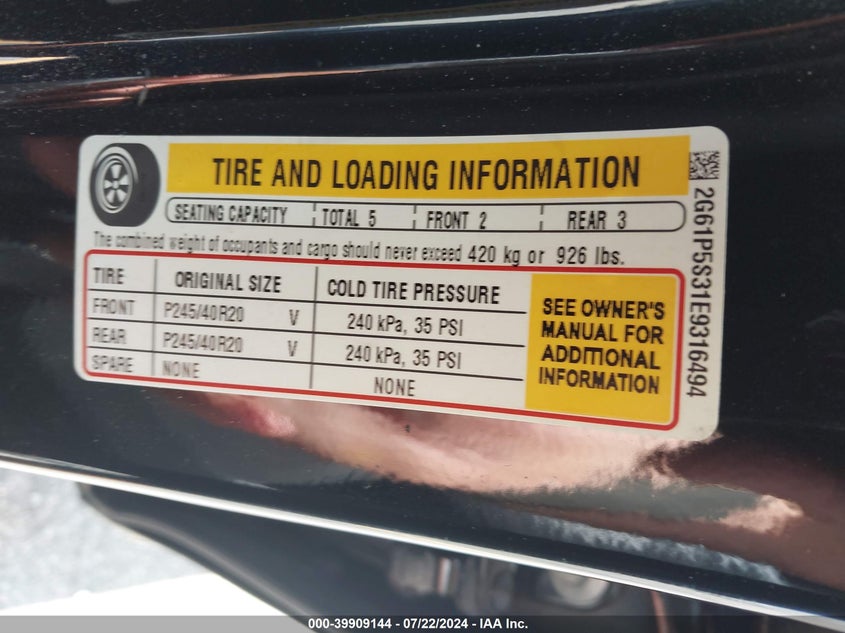 TIRE AND LOADING INFORMATION
SEATING CAPACITY TOTAL 5 FRONT 2 REAR 3
The combined weight of occupants and cargo should never exceed 420 kg or 926 lbs.
TIRE ORIGINAL SIZE COLD TIRE PRESSURE
FRONT P245/40R20 V 240 kPa, 35 PSI
REAR P245/40R20 V 240 kPa, 35 PSI
SPARE NONE NONE
SEE OWNER'S
MANUAL FOR
ADDITIONAL
INFORMATION
2G61P5S31E9316494
000-39909144 - 07/22/2024 - IAA Inc.